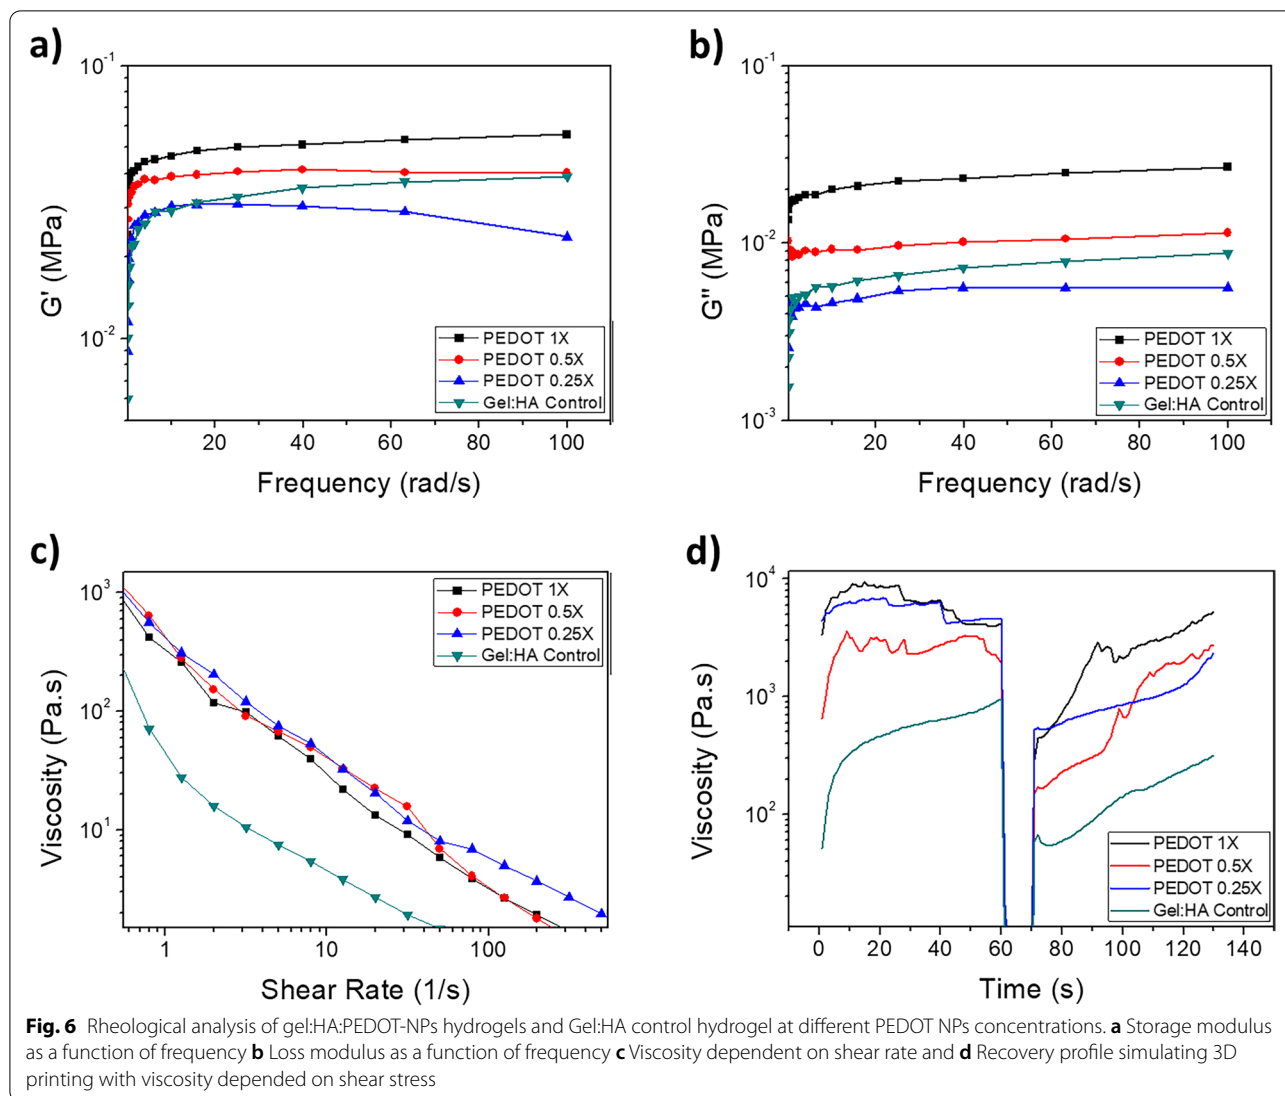 a)
10⁻¹
10⁻²
G' (MPa)
20
40
60
80
100
Frequency (rad/s)
PEDOT 1X
PEDOT 0.5X
PEDOT 0.25X
Gel:HA Control
b)
10⁻¹
10⁻²
10⁻³
G" (MPa)
20
40
60
80
100
Frequency (rad/s)
PEDOT 1X
PEDOT 0.5X
PEDOT 0.25X
Gel:HA Control
c)
10³
10²
10¹
Viscosity (Pa.s)
1
10
100
Shear Rate (1/s)
PEDOT 1X
PEDOT 0.5X
PEDOT 0.25X
Gel:HA Control
d)
10⁴
10³
10²
Viscosity (Pa.s)
0
20
40
60
80
100
120
140
Time (s)
PEDOT 1X
PEDOT 0.5X
PEDOT 0.25X
Gel:HA Control
Fig. 6 Rheological analysis of gel:HA:PEDOT-NPs hydrogels and Gel:HA control hydrogel at different PEDOT NPs concentrations. a Storage modulus
as a function of frequency b Loss modulus as a function of frequency c Viscosity dependent on shear rate and d Recovery profile simulating 3D
printing with viscosity depended on shear stress